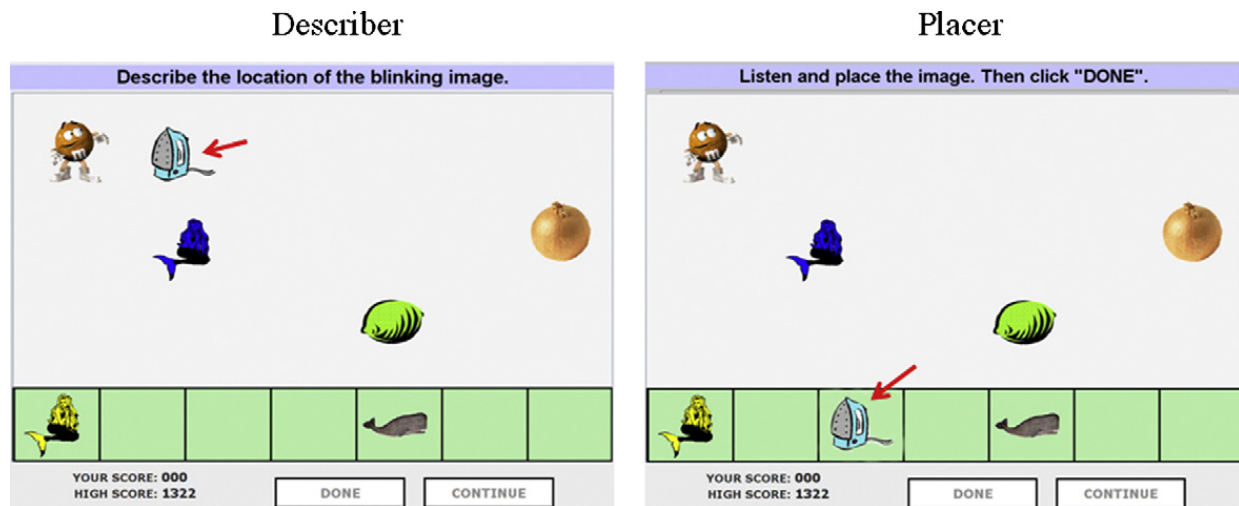 Describer
Placer
Describe the location of the blinking image.
Listen and place the image. Then click "DONE".
YOUR SCORE: 000
HIGH SCORE: 1322
DONE
CONTINUE
YOUR SCORE: 000
HIGH SCORE: 1322
DONE
CONTINUE